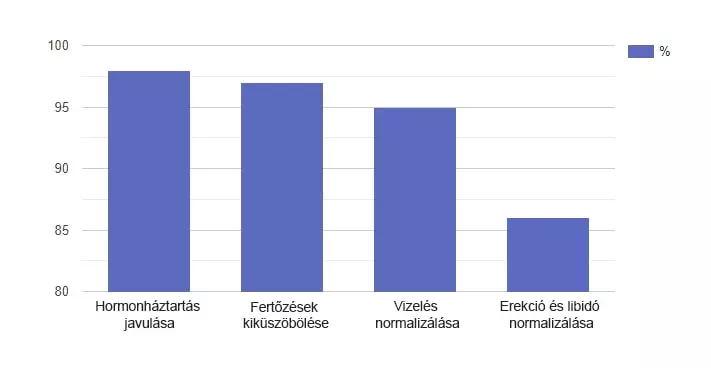 100
95
90
85
80
%
Hormonháztartás
javulása
Fertőzések
kiküszöbölése
Vizelés
normalizálása
Erekció és libidó
normalizálása